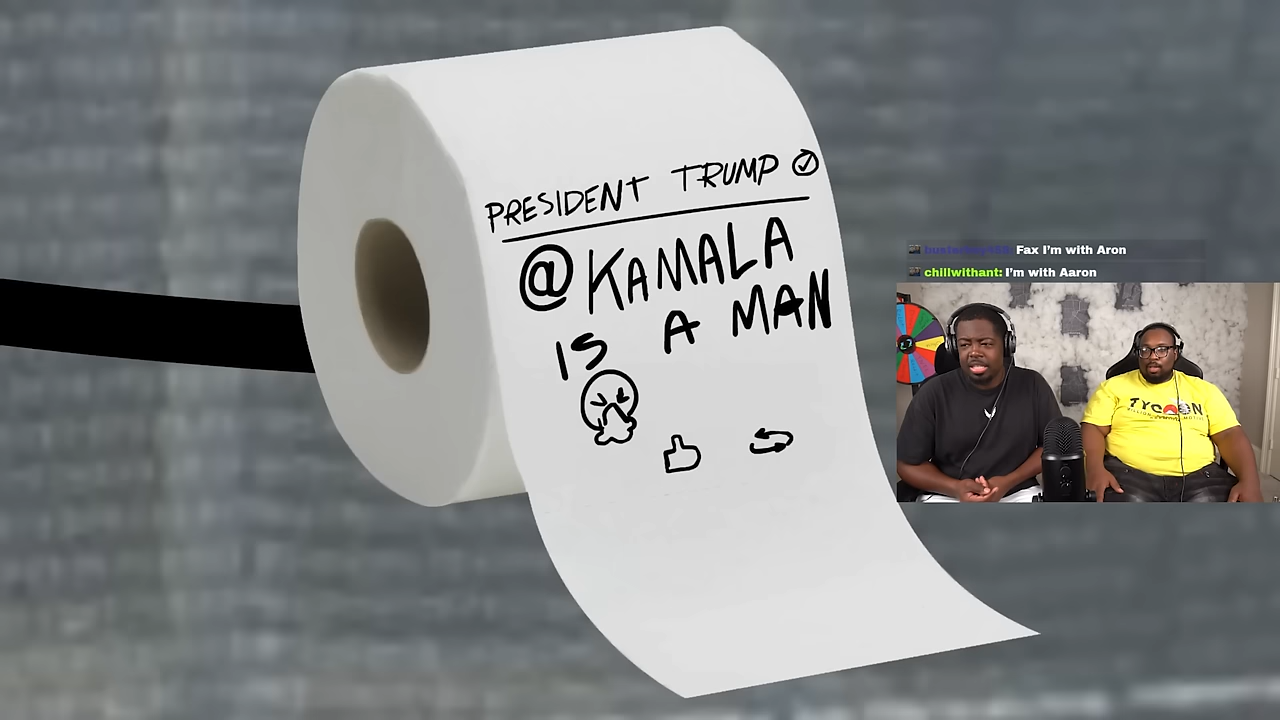 PRESIDENT TRUMP
@KAMALA
IS A MAN
Fax I'm with Aron
chillwithant: I'm with Aaron
TYCOON